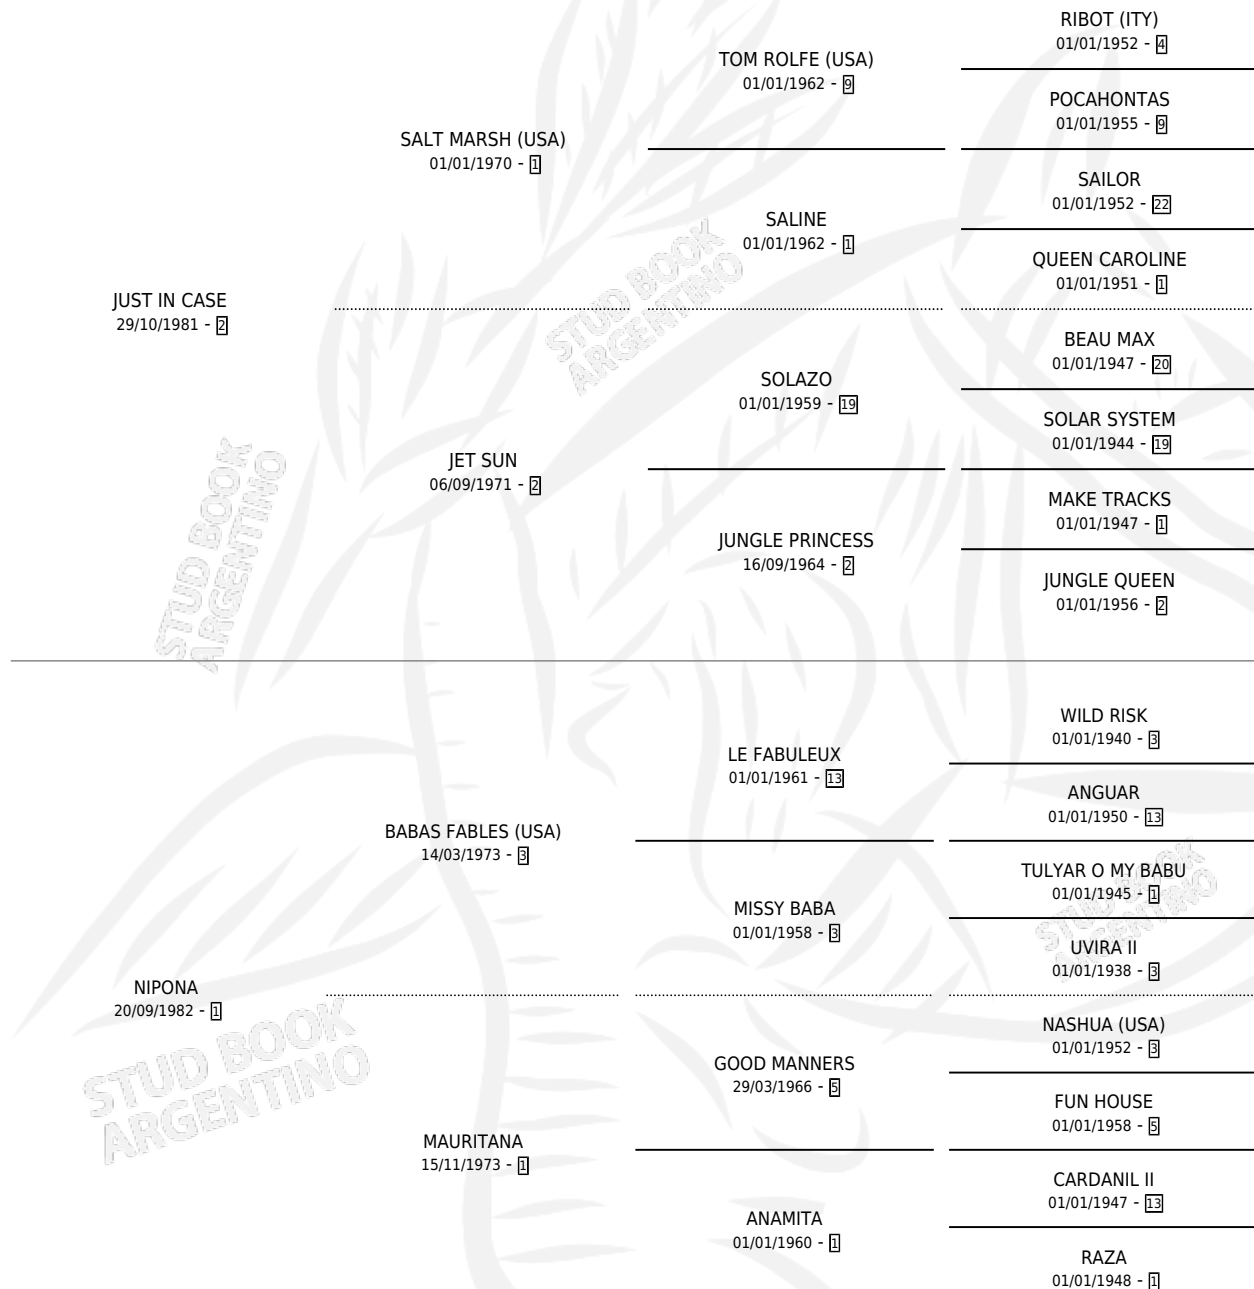 RIBOT (ITY)
01/01/1952 - 4
TOM ROLFE (USA)
01/01/1962 - 9
POCAHONTAS
01/01/1955 - 9
SALT MARSH (USA)
01/01/1970 - 1
SAILOR
01/01/1952 - 22
SALINE
01/01/1962 - 1
QUEEN CAROLINE
01/01/1951 - 1
STUD BOOK
ARGENTINO
JUST IN CASE
29/10/1981 - 2
BEAU MAX
01/01/1947 - 20
SOLAZO
01/01/1959 - 19
SOLAR SYSTEM
01/01/1944 - 19
JET SUN
06/09/1971 - 2
MAKE TRACKS
01/01/1947 - 1
JUNGLE PRINCESS
16/09/1964 - 2
JUNGLE QUEEN
01/01/1956 - 2
STUD BOOK
ARGENTINO
WILD RISK
01/01/1940 - 3
LE FABULEUX
01/01/1961 - 13
ANGUAR
01/01/1950 - 13
BABAS FABLES (USA)
14/03/1973 - 3
TULYAR O MY BABU
01/01/1945 - 1
MISSY BABA
01/01/1958 - 3
UVIRA II
01/01/1938 - 3
STUD BOOK
ARGENTINO
NIPONA
20/09/1982 - 1
NASHUA (USA)
01/01/1952 - 3
GOOD MANNERS
29/03/1966 - 5
FUN HOUSE
01/01/1958 - 5
STUD BOOK
ARGENTINO
MAURITANA
15/11/1973 - 1
CARDANIL II
01/01/1947 - 13
ANAMITA
01/01/1960 - 1
RAZA
01/01/1948 - 1